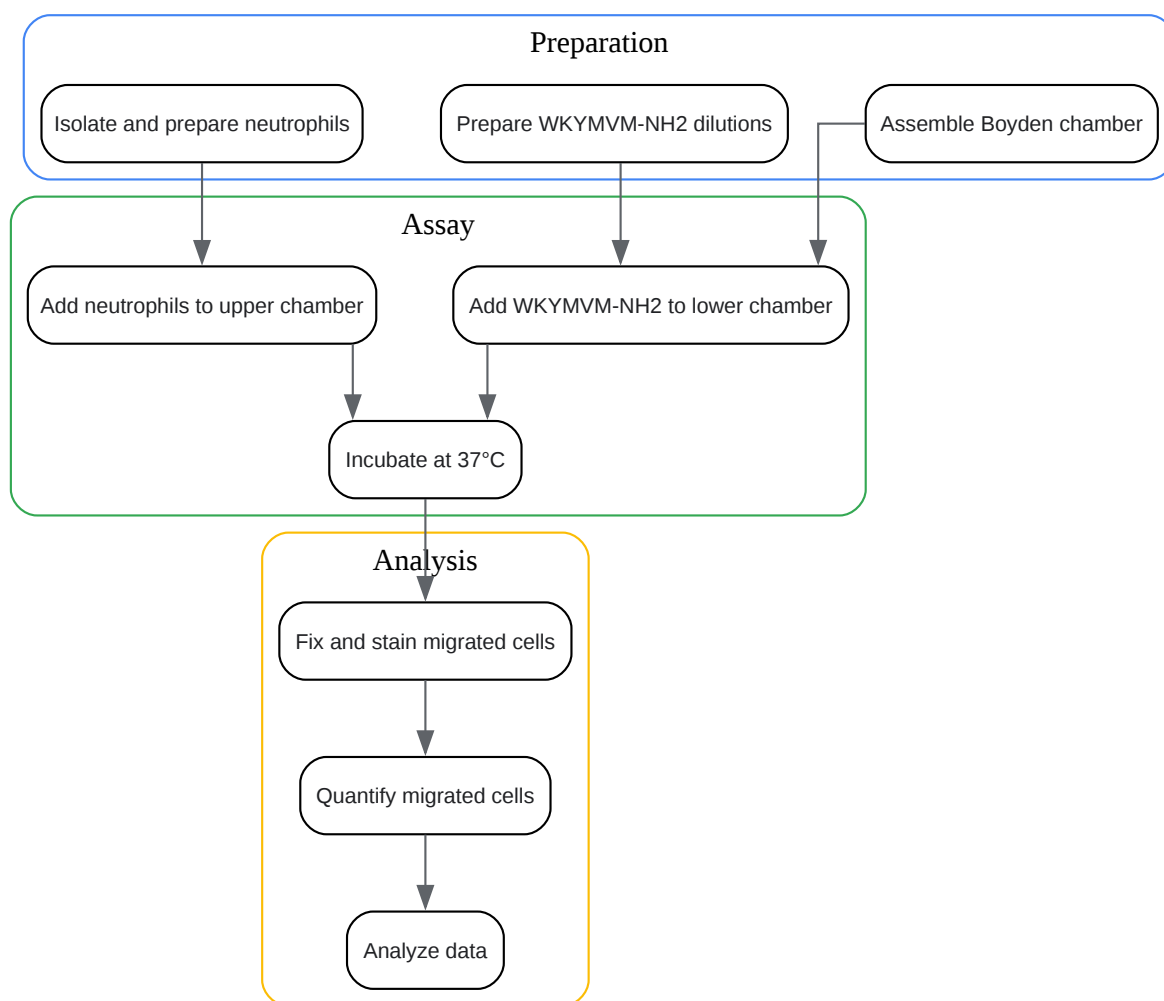 Preparation
Isolate and prepare neutrophils
Prepare WKYMVM-NH2 dilutions
Assemble Boyden chamber
Assay
Add neutrophils to upper chamber
Add WKYMVM-NH2 to lower chamber
Incubate at 37°C
Analysis
Fix and stain migrated cells
Quantify migrated cells
Analyze data